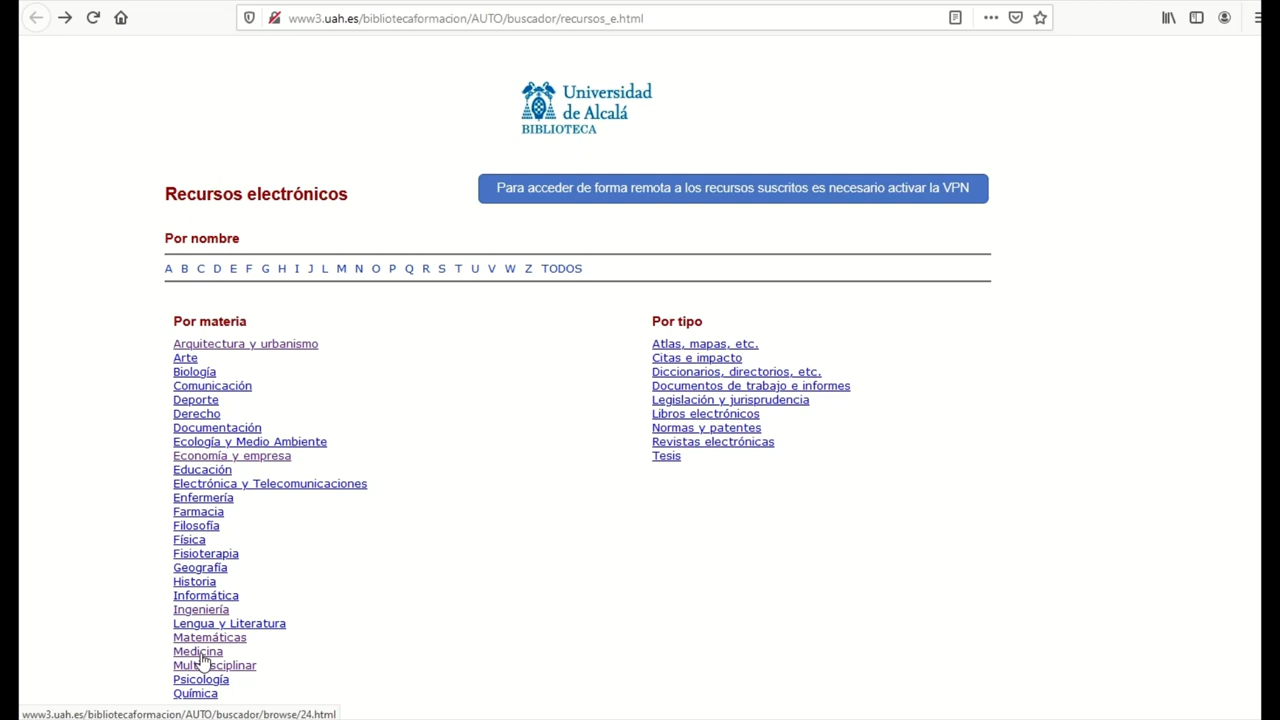 www3.uah.es/bibliotecaformacion/AUTO/buscador/recursos_e.html
Universidad
de Alcalá
BIBLIOTECA
Recursos electrónicos
Para acceder de forma remota a los recursos suscritos es necesario activar la VPN
Por nombre
A B C D E F G H I J L M N O P Q R S T U V W Z TODOS
Por materia
Arquitectura y urbanismo
Arte
Biología
Comunicación
Deporte
Derecho
Documentación
Ecología y Medio Ambiente
Economía y empresa
Educación
Electrónica y Telecomunicaciones
Enfermería
Farmacia
Filosofía
Física
Fisioterapia
Geografía
Historia
Informática
Ingeniería
Lengua y Literatura
Matemáticas
Medicina
Multidisciplinar
Psicología
Química
Por tipo
Atlas, mapas, etc.
Citas e impacto
Diccionarios, directorios, etc.
Documentos de trabajo e informes
Legislación y jurisprudencia
Libros electrónicos
Normas y patentes
Revistas electrónicas
Tesis
www3.uah.es/bibliotecaformacion/AUTO/buscador/browse/24.html